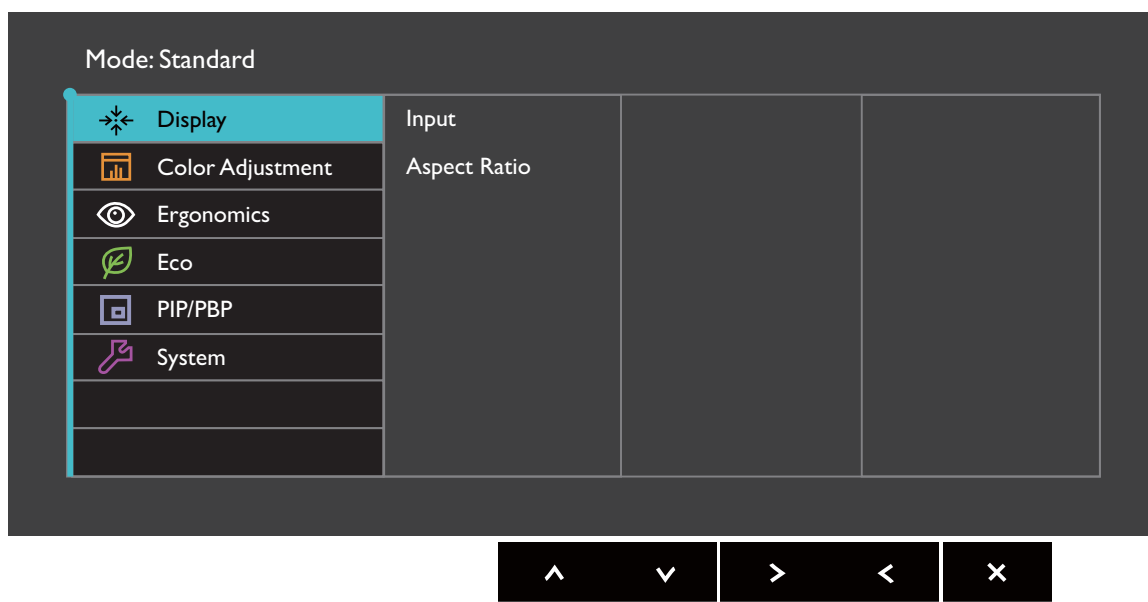 Mode: Standard
Display
Input
Color Adjustment
Aspect Ratio
Ergonomics
Eco
PIP/PBP
System